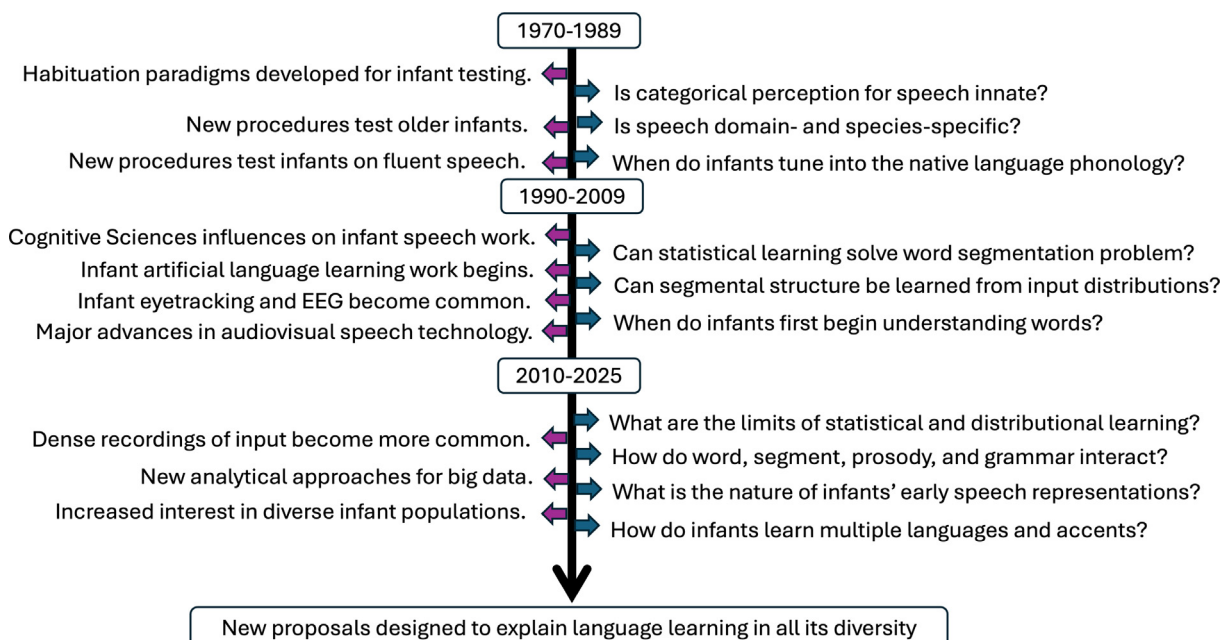 1970-1989
Habituation paradigms developed for infant testing.
Is categorical perception for speech innate?
New procedures test older infants.
Is speech domain- and species-specific?
New procedures test infants on fluent speech.
When do infants tune into the native language phonology?
1990-2009
Cognitive Sciences influences on infant speech work.
Can statistical learning solve word segmentation problem?
Infant artificial language learning work begins.
Can segmental structure be learned from input distributions?
Infant eyetracking and EEG become common.
When do infants first begin understanding words?
Major advances in audiovisual speech technology.
2010-2025
What are the limits of statistical and distributional learning?
Dense recordings of input become more common.
How do word, segment, prosody, and grammar interact?
New analytical approaches for big data.
What is the nature of infants' early speech representations?
Increased interest in diverse infant populations.
How do infants learn multiple languages and accents?
New proposals designed to explain language learning in all its diversity